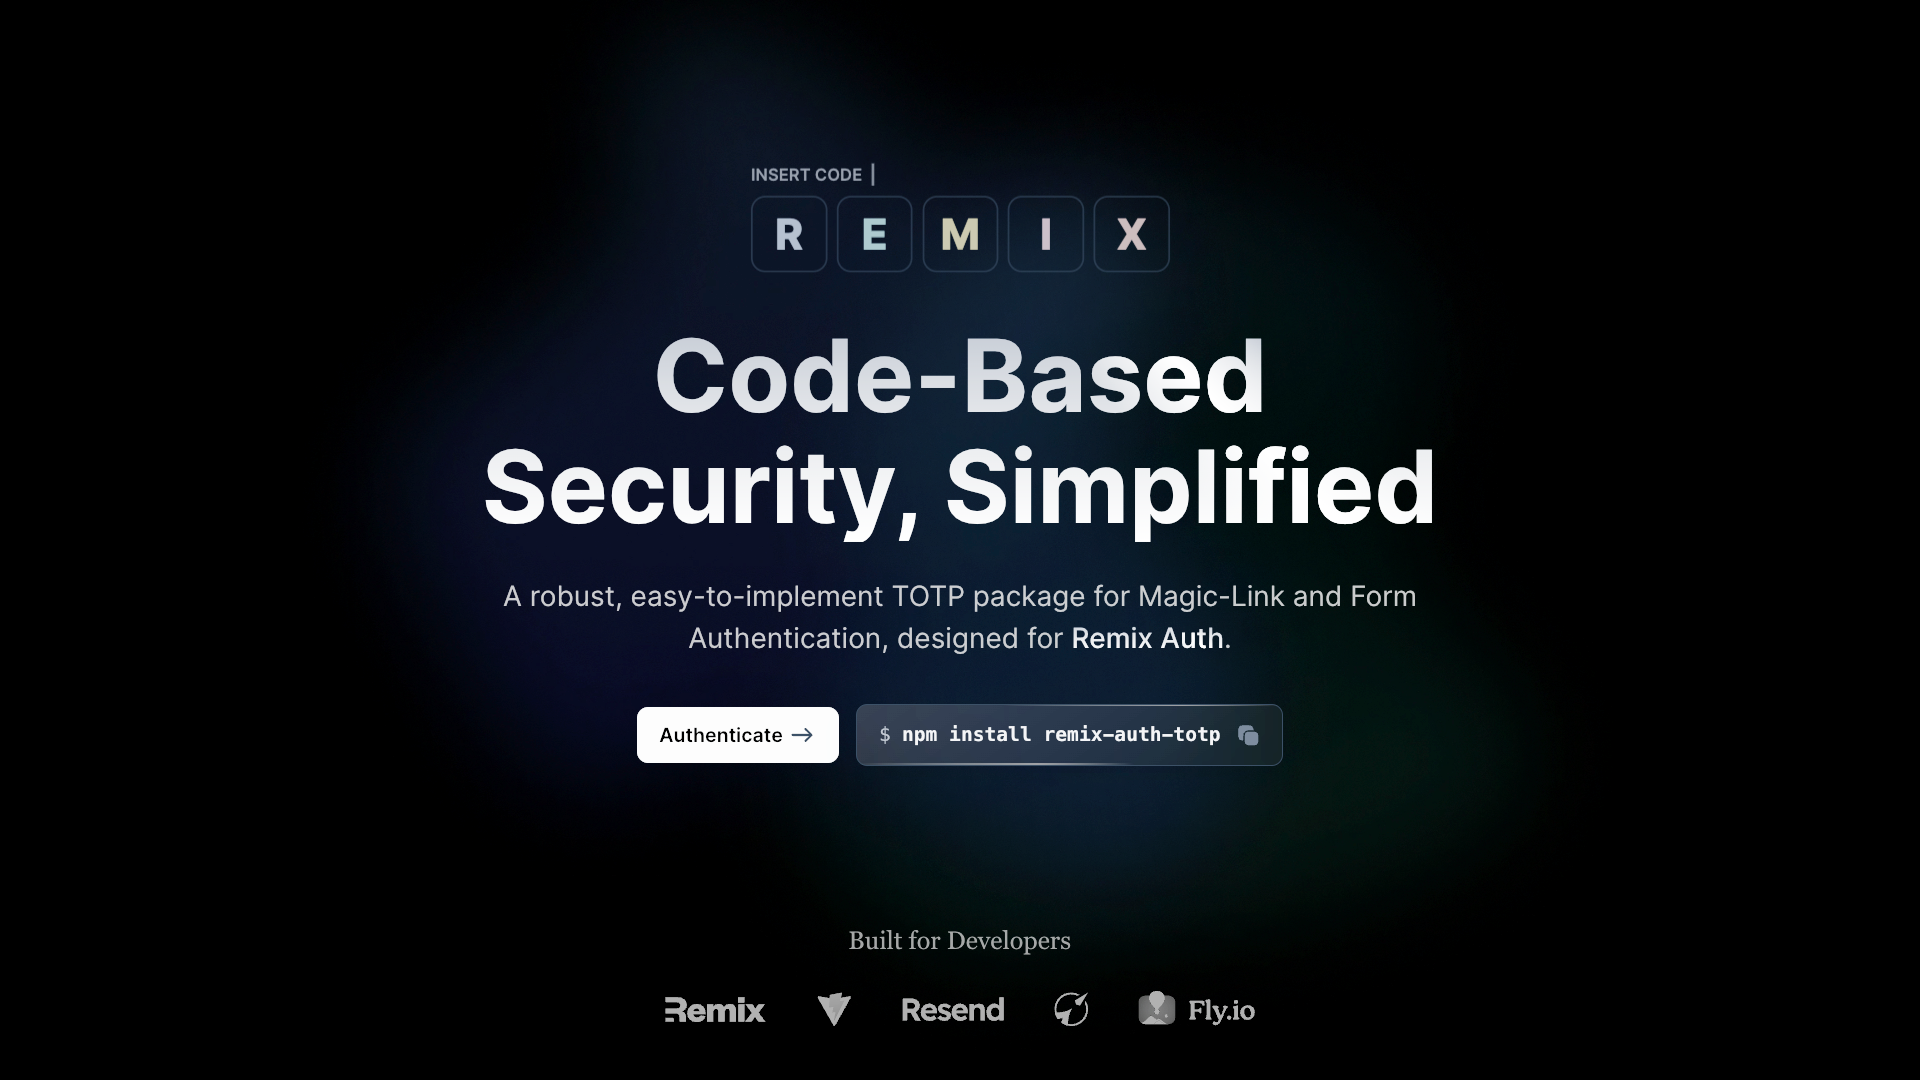 INSERT CODE
R E M I X
Code-Based
Security, Simplified
A robust, easy-to-implement TOTP package for Magic-Link and Form
Authentication, designed for Remix Auth.
Authenticate →
$ npm install remix-auth-totp
Built for Developers
Remix Resend Fly.io